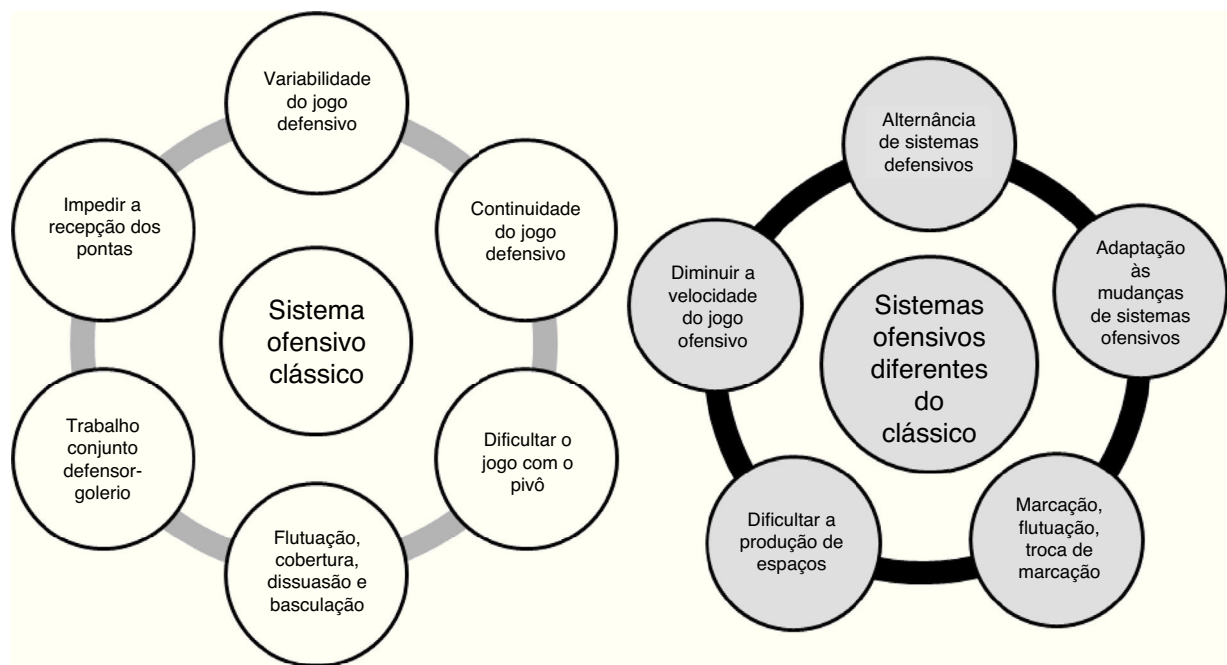 Variabilidade
do jogo
defensivo
Continuidade
do jogo
defensivo
Dificultar o
jogo com o
pivô
Flutuação,
cobertura,
dissuasão e
basculação
Trabalho
conjunto
defensor-
golerio
Impedir a
recepção dos
pontas
Sistema
ofensivo
clássico
Alternância
de sistemas
defensivos
Adaptação
às
mudanças
de sistemas
ofensivos
Marcação,
flutuação,
troca de
marcação
Dificultar a
produção de
espaços
Diminuir a
velocidade
do jogo
ofensivo
Sistemas
ofensivos
diferentes
do
clássico